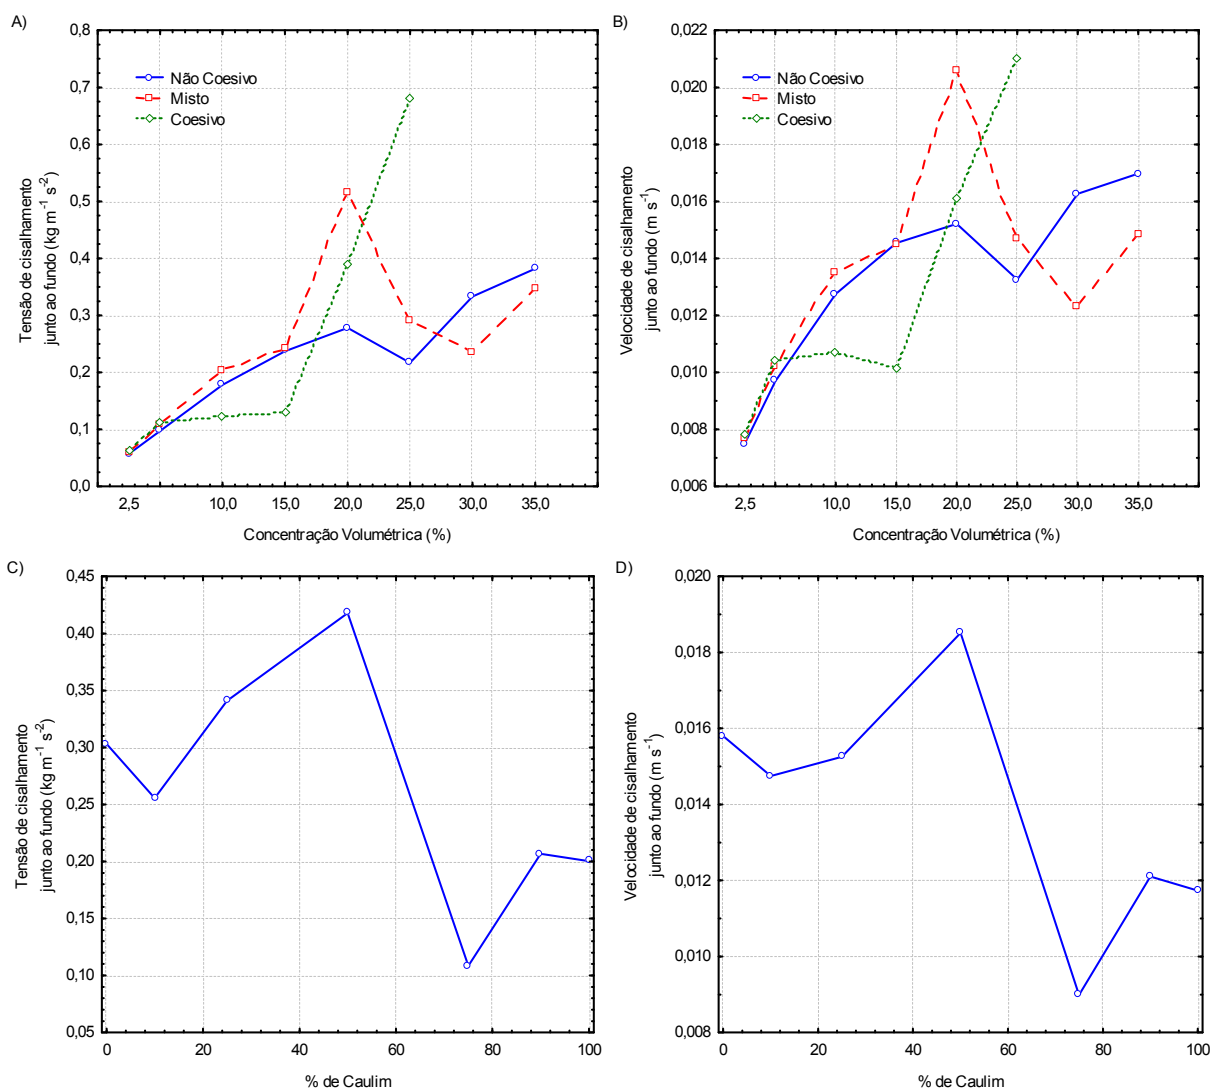 A)
0,8
0,7
0,6
0,5
0,4
0,3
0,2
0,1
0,0
Tensão de cisalhamento
junto ao fundo (kg m⁻¹ s⁻²)
Não Coesivo
Misto
Coesivo
2,5 10,0 15,0 20,0 25,0 30,0 35,0
Concentração Volumétrica (%)
B)
0,022
0,020
0,018
0,016
0,014
0,012
0,010
0,008
0,006
Velocidade de cisalhamento
junto ao fundo (m s⁻¹)
Não Coesivo
Misto
Coesivo
2,5 10,0 15,0 20,0 25,0 30,0 35,0
Concentração Volumétrica (%)
C)
0,45
0,40
0,35
0,30
0,25
0,20
0,15
0,10
0,05
Tensão de cisalhamento
junto ao fundo (kg m⁻¹ s⁻²)
0 20 40 60 80 100
% de Caulim
D)
0,020
0,018
0,016
0,014
0,012
0,010
0,008
Velocidade de cisalhamento
junto ao fundo (m s⁻¹)
0 20 40 60 80 100
% de Caulim